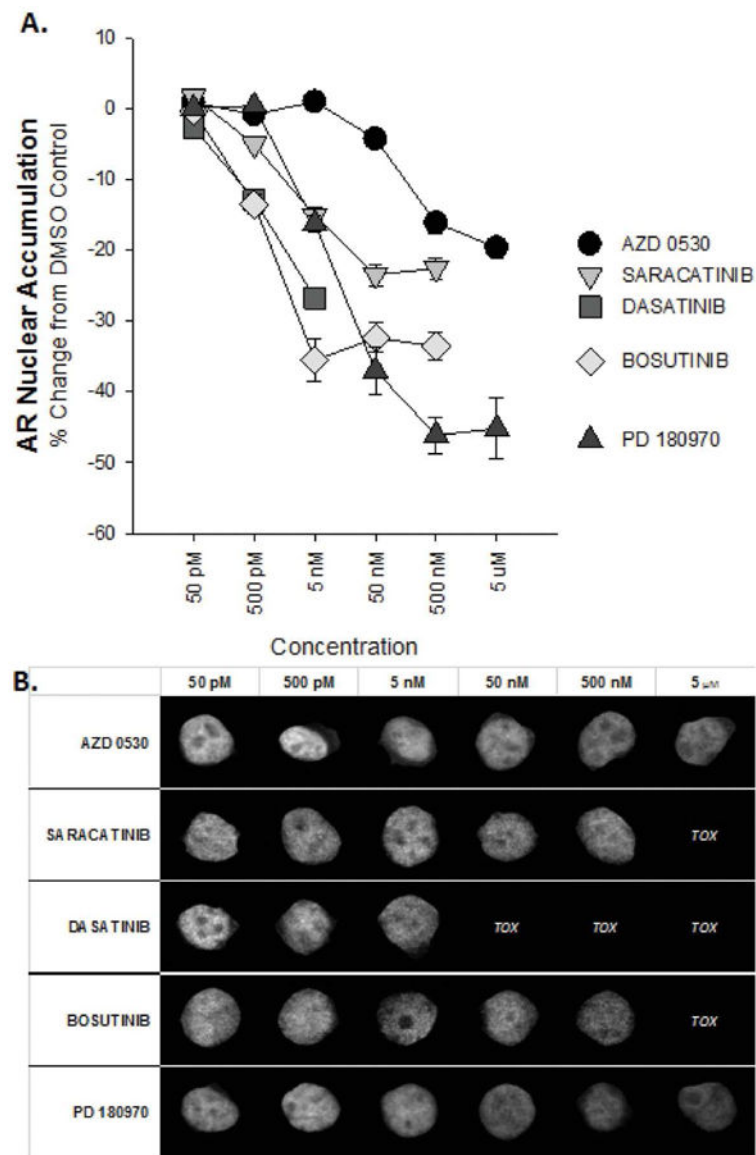 A.
AR Nuclear Accumulation
% Change from DMSO Control
10
0
-10
-20
-30
-40
-50
-60
50 pM
500 pM
5 nM
50 nM
500 nM
5 uM
Concentration
AZD 0530
SARACATINIB
DASATINIB
BOSUTINIB
PD 180970
B.
50 pM 500 pM 5 nM 50 nM 500 nM 5 µM
AZD 0530
SARACATINIB TOX
DASATINIB TOX TOX TOX
BOSUTINIB TOX
PD 180970